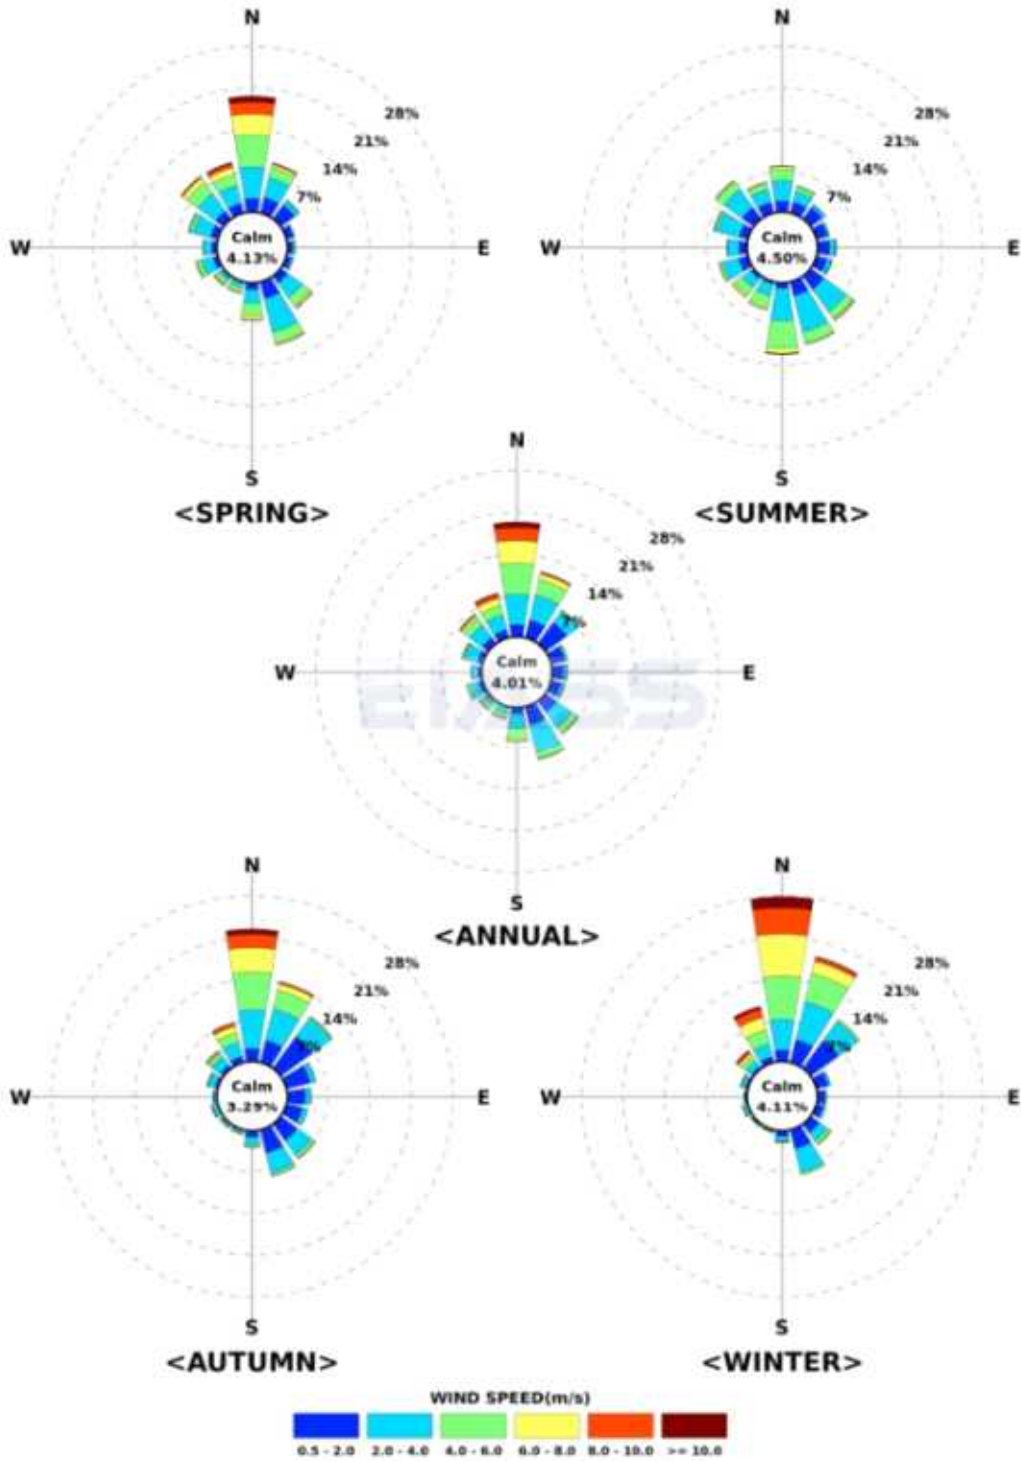 N
N
28%
28%
21%
21%
14%
14%
7%
7%
W
Calm
4.13%
E
W
Calm
4.50%
E
S
S
<SPRING>
<SUMMER>
N
28%
21%
14%
7%
W
Calm
4.01%
E
S
<ANNUAL>
N
N
28%
28%
21%
21%
14%
14%
7%
7%
W
Calm
3.29%
E
W
Calm
4.11%
E
S
S
<AUTUMN>
<WINTER>
WIND SPEED(m/s)
0.5 - 2.0 2.0 - 4.0 4.0 - 6.0 6.0 - 8.0 8.0 - 10.0 >= 10.0